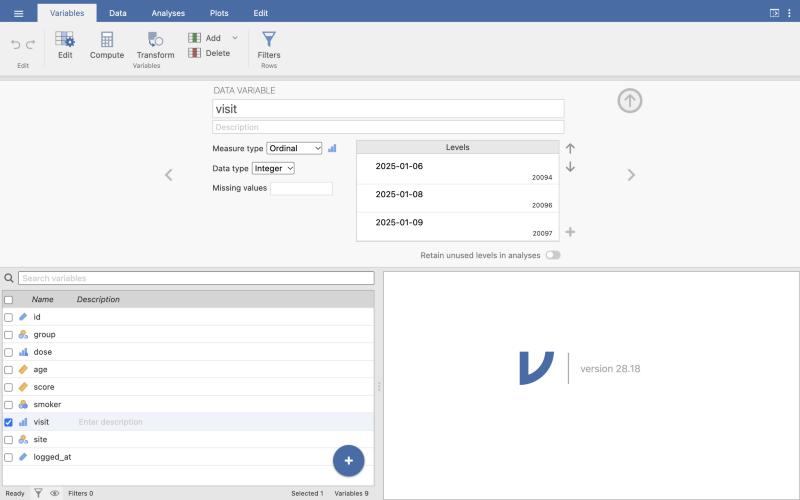 Variables Data Analyses Plots Edit
Edit Compute Transform Add Delete Filters
Edit Variables Rows
DATA VARIABLE
visit
Description
Measure type Ordinal
Data type Integer
Missing values
Levels
2025-01-06
20094
2025-01-08
20096
2025-01-09
20097
Retain unused levels in analyses
Search variables
Name Description
id
group
dose
age
score
smoker
visit Enter description
site
logged_at
Ready Filters 0 Selected 1 Variables 9
version 28.18